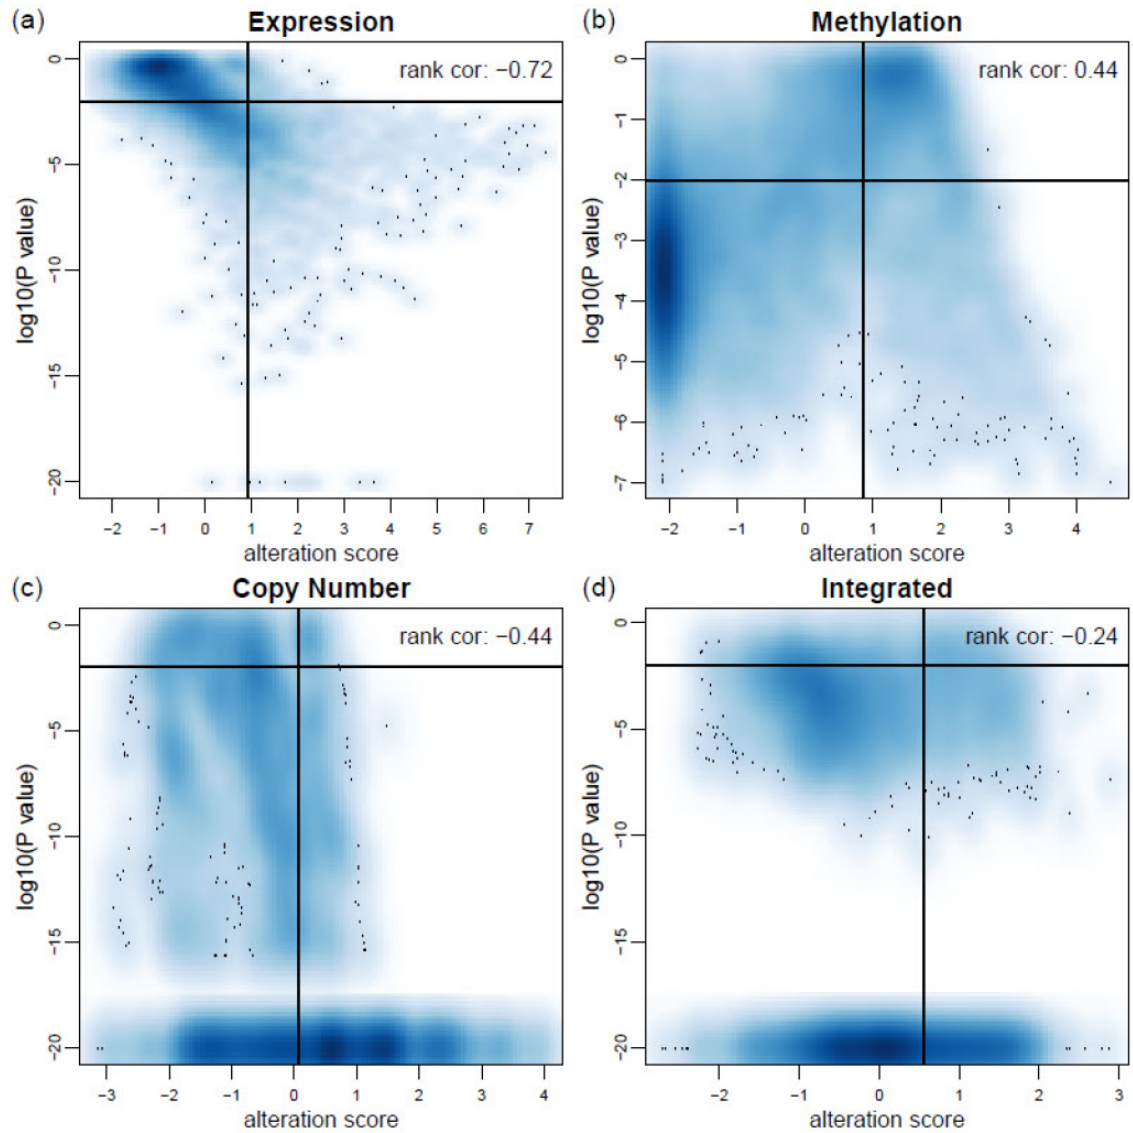 (a) Expression
rank cor: −0.72
0
−5
−10
−15
−20
log10(P value)
−2 −1 0 1 2 3 4 5 6 7
alteration score
(b) Methylation
rank cor: 0.44
0
−1
−2
−3
−4
−5
−6
−7
log10(P value)
−2 −1 0 1 2 3 4
alteration score
(c) Copy Number
rank cor: −0.44
0
−5
−10
−15
−20
log10(P value)
−3 −2 −1 0 1 2 3 4
alteration score
(d) Integrated
rank cor: −0.24
0
−5
−10
−15
−20
log10(P value)
−2 −1 0 1 2 3
alteration score